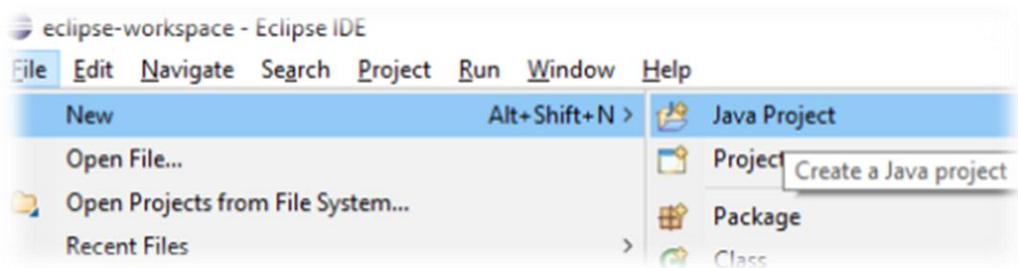 eclipse-workspace - Eclipse IDE
File Edit Navigate Search Project Run Window Help
New Alt+Shift+N > Java Project
Open File... Project Create a Java project
Open Projects from File System...
Package
Recent Files >
Class